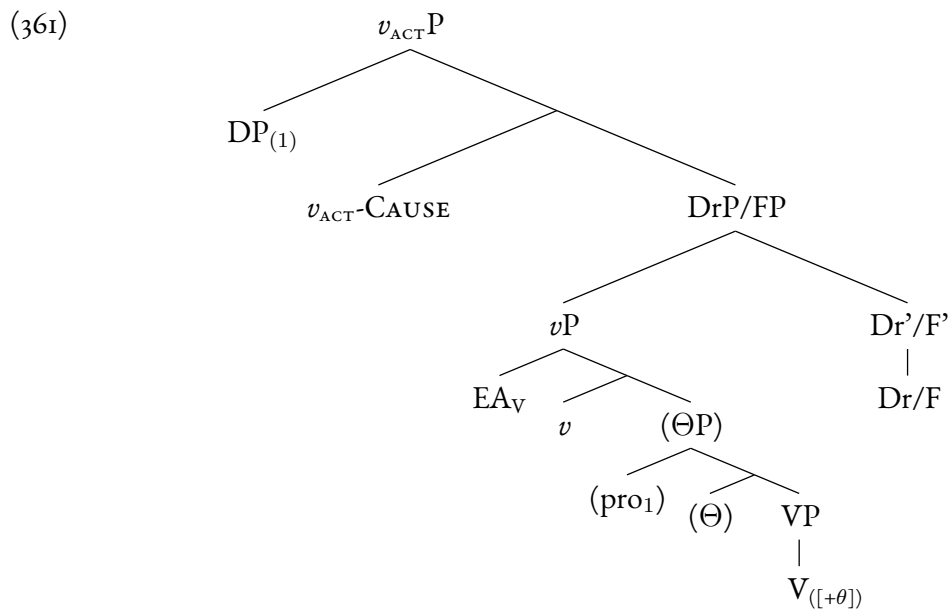 (361)
v_ACT P
DP_(1)
v_ACT-CAUSE DrP/FP
vP Dr'/F'
EA_V v (ΘP) Dr/F
(pro_1) (Θ) VP
V_([+θ])